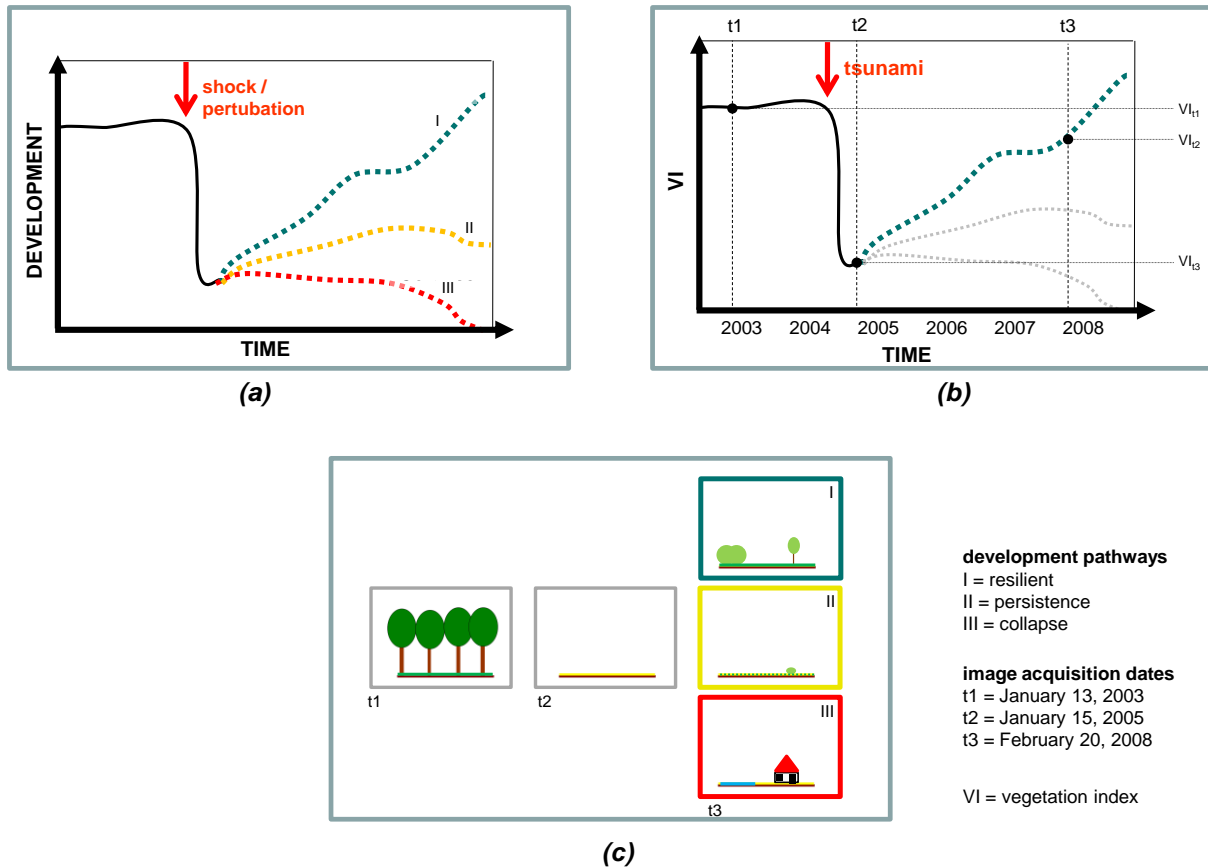 shock /
pertubation
I
II
III
DEVELOPMENT
TIME
(a)
t1
t2
t3
tsunami
VI
VIt1
VIt2
VIt3
2003 2004 2005 2006 2007 2008
TIME
(b)
I
II
III
t1
t2
t3
(c)
development pathways
I = resilient
II = persistence
III = collapse
image acquisition dates
t1 = January 13, 2003
t2 = January 15, 2005
t3 = February 20, 2008
VI = vegetation index